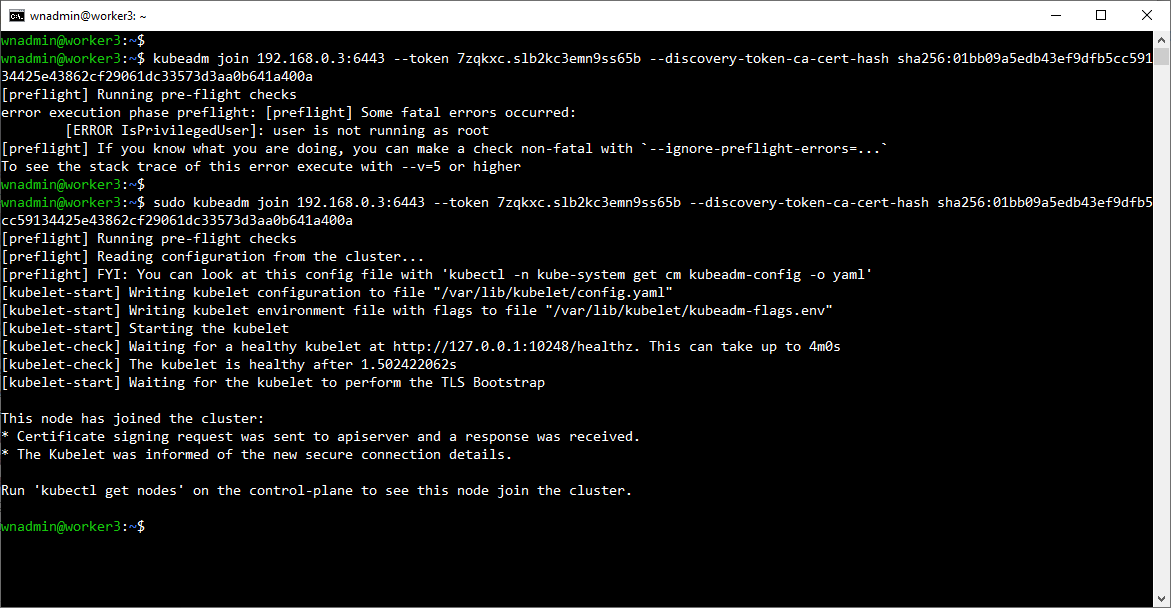 wnadmin@worker3: ~
wnadmin@worker3:~$
wnadmin@worker3:~$ kubeadm join 192.168.0.3:6443 --token 7zqkxc.slb2kc3emn9ss65b --discovery-token-ca-cert-hash sha256:01bb09a5edb43ef9dfb5cc591
34425e43862cf29061dc33573d3aa0b641a400a
[preflight] Running pre-flight checks
error execution phase preflight: [preflight] Some fatal errors occurred:
        [ERROR IsPrivilegedUser]: user is not running as root
[preflight] If you know what you are doing, you can make a check non-fatal with `--ignore-preflight-errors=...`
To see the stack trace of this error execute with --v=5 or higher
wnadmin@worker3:~$
wnadmin@worker3:~$ sudo kubeadm join 192.168.0.3:6443 --token 7zqkxc.slb2kc3emn9ss65b --discovery-token-ca-cert-hash sha256:01bb09a5edb43ef9dfb5
cc59134425e43862cf29061dc33573d3aa0b641a400a
[preflight] Running pre-flight checks
[preflight] Reading configuration from the cluster...
[preflight] FYI: You can look at this config file with 'kubectl -n kube-system get cm kubeadm-config -o yaml'
[kubelet-start] Writing kubelet configuration to file "/var/lib/kubelet/config.yaml"
[kubelet-start] Writing kubelet environment file with flags to file "/var/lib/kubelet/kubeadm-flags.env"
[kubelet-start] Starting the kubelet
[kubelet-check] Waiting for a healthy kubelet at http://127.0.0.1:10248/healthz. This can take up to 4m0s
[kubelet-check] The kubelet is healthy after 1.502422062s
[kubelet-start] Waiting for the kubelet to perform the TLS Bootstrap

This node has joined the cluster:
* Certificate signing request was sent to apiserver and a response was received.
* The Kubelet was informed of the new secure connection details.

Run 'kubectl get nodes' on the control-plane to see this node join the cluster.

wnadmin@worker3:~$